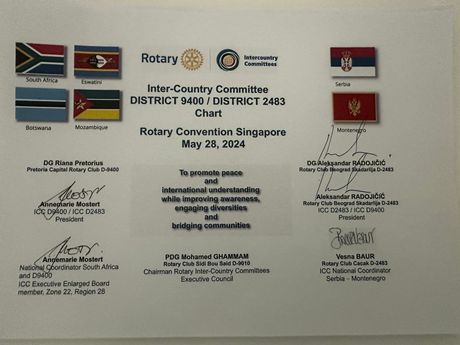 Rotary
Intercountry
Committees
South Africa
Eswatini
Serbia
Botswana
Mozambique
Montenegro
Inter-Country Committee
DISTRICT 9400 / DISTRICT 2483
Chart
Rotary Convention Singapore
May 28, 2024
DG Riana Pretorius
Pretoria Capital Rotary Club D-9400
Annemarie Mostert
ICC D9400 / ICC D2483
President
Annemarie Mostert
National Coordinator South Africa
and D9400
ICC Executive Enlarged Board
member, Zone 22, Region 28
To promote peace
and
international understanding
while improving awareness,
engaging diversities
and
bridging communities
PDG Mohamed GHAMMAM
Rotary Club Sidi Bou Said D-9010
Chairman Rotary Inter-Country Committees
Executive Council
DG Aleksandar RADOJIČIĆ
Rotary Club Beograd Skadarlija D-2483
Aleksandar RADOJIČIĆ
Rotary Club Beograd Skadarlija D-2483
ICC D2483 / ICC D9400
President
Vesna BAUR
Rotary Club Cacak D-2483
ICC National Coordinator
Serbia – Montenegro